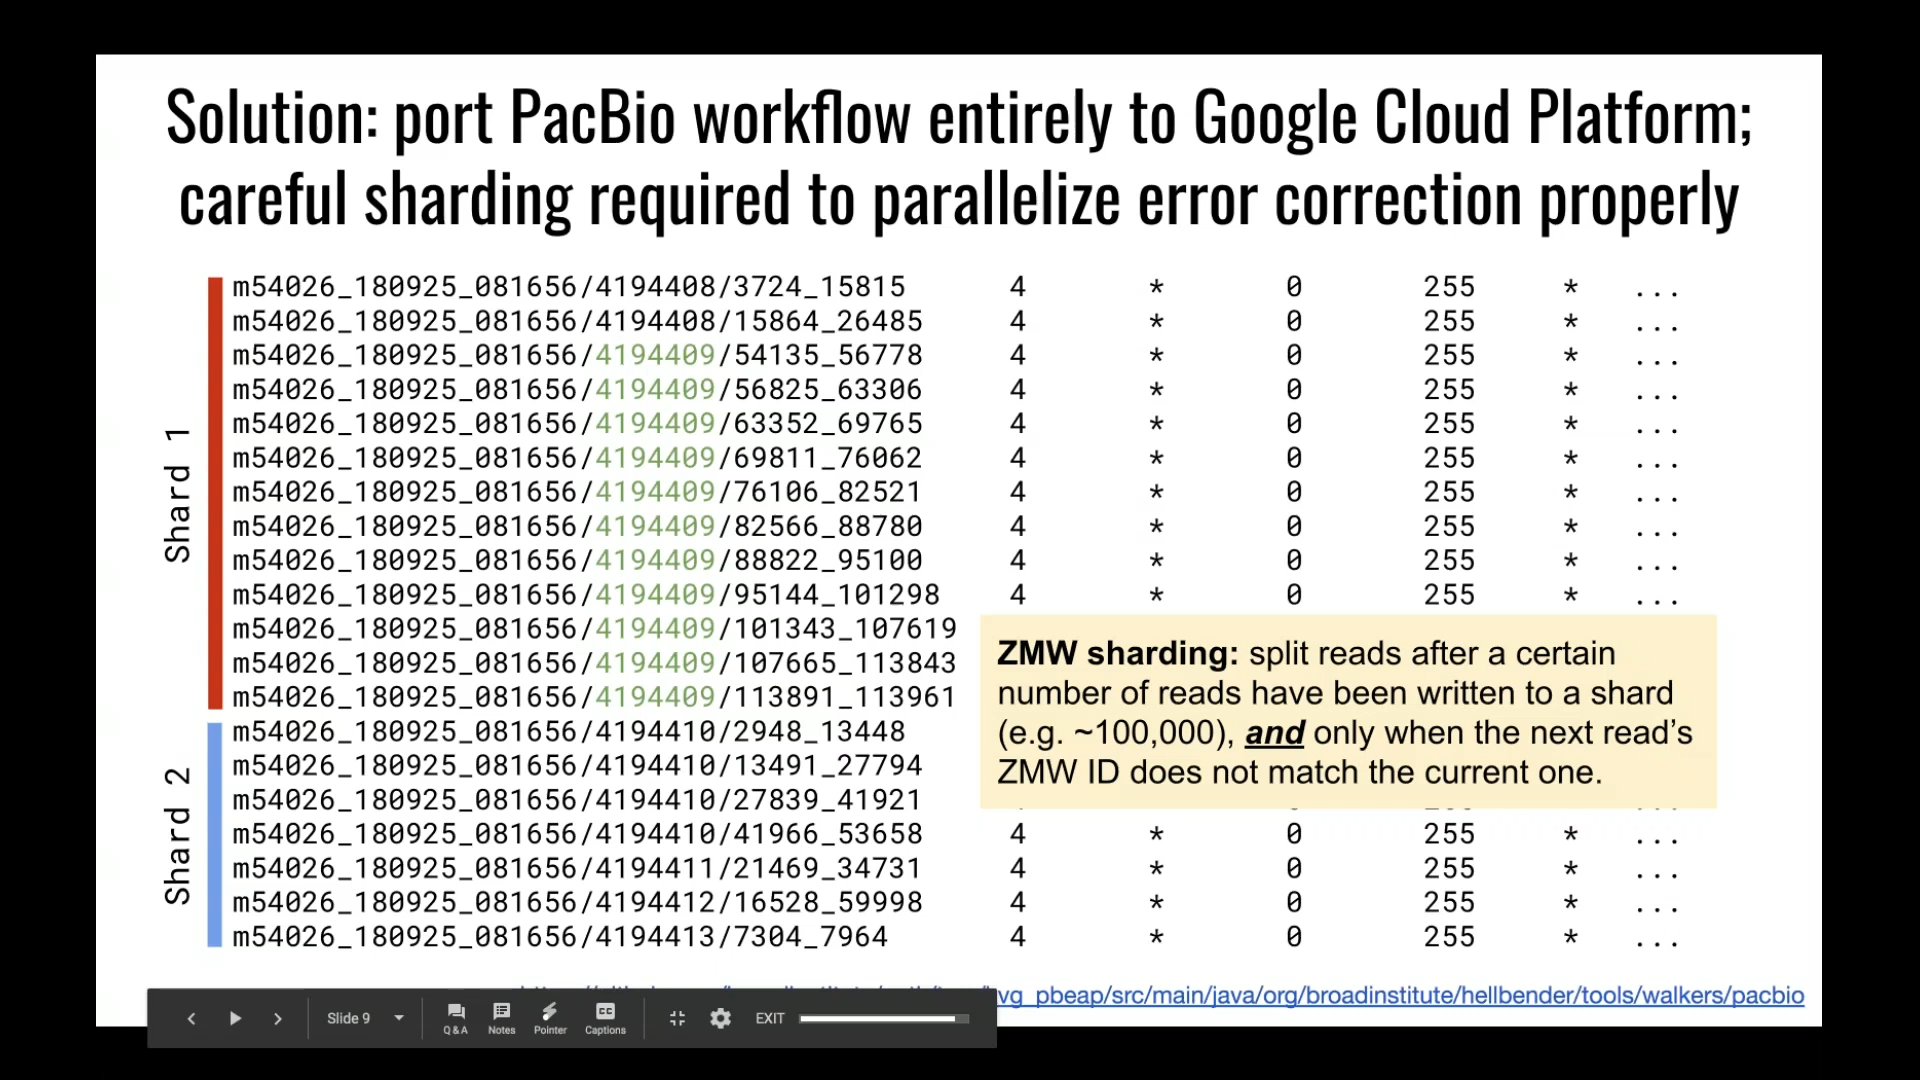 Solution: port PacBio workflow entirely to Google Cloud Platform;
careful sharding required to parallelize error correction properly
Shard 1
m54026_180925_081656/4194408/3724_15815 4 * 0 255 * ...
m54026_180925_081656/4194408/15864_26485 4 * 0 255 * ...
m54026_180925_081656/4194409/54135_56778 4 * 0 255 * ...
m54026_180925_081656/4194409/56825_63306 4 * 0 255 * ...
m54026_180925_081656/4194409/63352_69765 4 * 0 255 * ...
m54026_180925_081656/4194409/69811_76062 4 * 0 255 * ...
m54026_180925_081656/4194409/76106_82521 4 * 0 255 * ...
m54026_180925_081656/4194409/82566_88780 4 * 0 255 * ...
m54026_180925_081656/4194409/88822_95100 4 * 0 255 * ...
m54026_180925_081656/4194409/95144_101298 4 * 0 255 * ...
m54026_180925_081656/4194409/101343_107619
m54026_180925_081656/4194409/107665_113843
m54026_180925_081656/4194409/113891_113961
Shard 2
m54026_180925_081656/4194410/2948_13448
m54026_180925_081656/4194410/13491_27794
m54026_180925_081656/4194410/27839_41921
m54026_180925_081656/4194410/41966_53658 4 * 0 255 * ...
m54026_180925_081656/4194411/21469_34731 4 * 0 255 * ...
m54026_180925_081656/4194412/16528_59998 4 * 0 255 * ...
m54026_180925_081656/4194413/7304_7964 4 * 0 255 * ...
ZMW sharding: split reads after a certain
number of reads have been written to a shard
(e.g. ~100,000), and only when the next read's
ZMW ID does not match the current one.
vg_pbeap/src/main/java/org/broadinstitute/hellbender/tools/walkers/pacbio
Slide 9
Q & A
Notes
Pointer
CC
Captions
EXIT